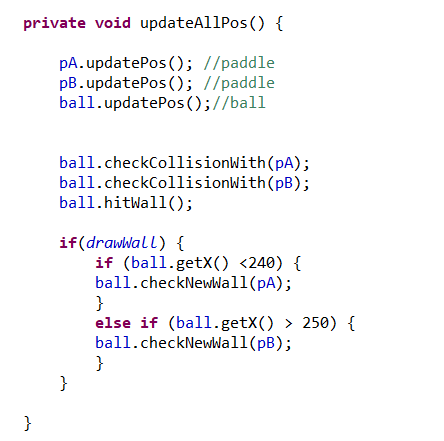 private void updateAllPos() {
pA.updatePos(); //paddle
pB.updatePos(); //paddle
ball.updatePos();//ball
ball.checkCollisionWith(pA);
ball.checkCollisionWith(pB);
ball.hitWall();
if(drawWall) {
if (ball.getX() <240) {
ball.checkNewWall(pA);
}
else if (ball.getX() > 250) {
ball.checkNewWall(pB);
}
}
}